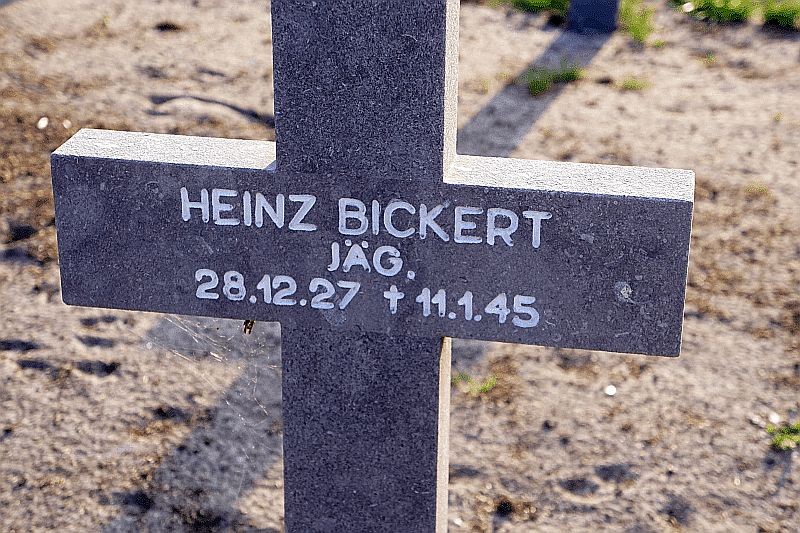 HEINZ BICKERT
JÄG.
28.12.27 ✝ 11.1.45